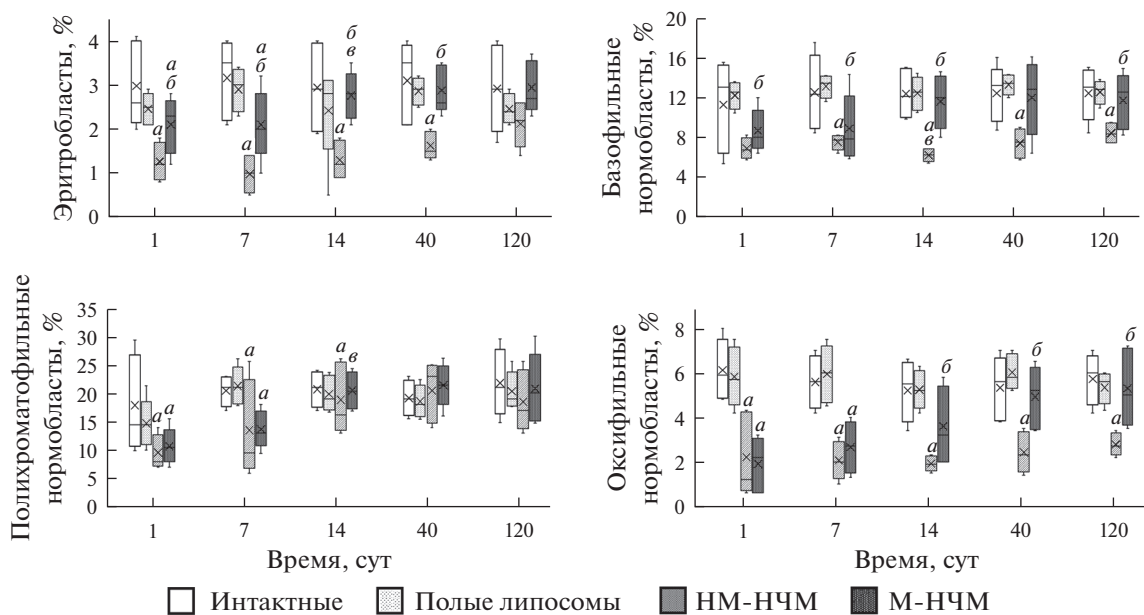 Эритробласты, %
4
3
2
1
0
а
а
б
а
а
б
а
б
в
а
б
1 7 14 40 120
Базофильные
нормобласты, %
20
16
12
8
4
0
а
б
а
б
а
в
б
а
б
а
б
1 7 14 40 120
Полихроматофильные
нормобласты, %
35
30
25
20
15
10
5
0
а
а
а
а
а
в
1 7 14 40 120
Время, сут
Оксифильные
нормобласты, %
8
6
4
2
0
а
а
а
а
а
б
а
б
а
б
1 7 14 40 120
Время, сут
Интактные Полые липосомы НМ-НЧМ М-НЧМ